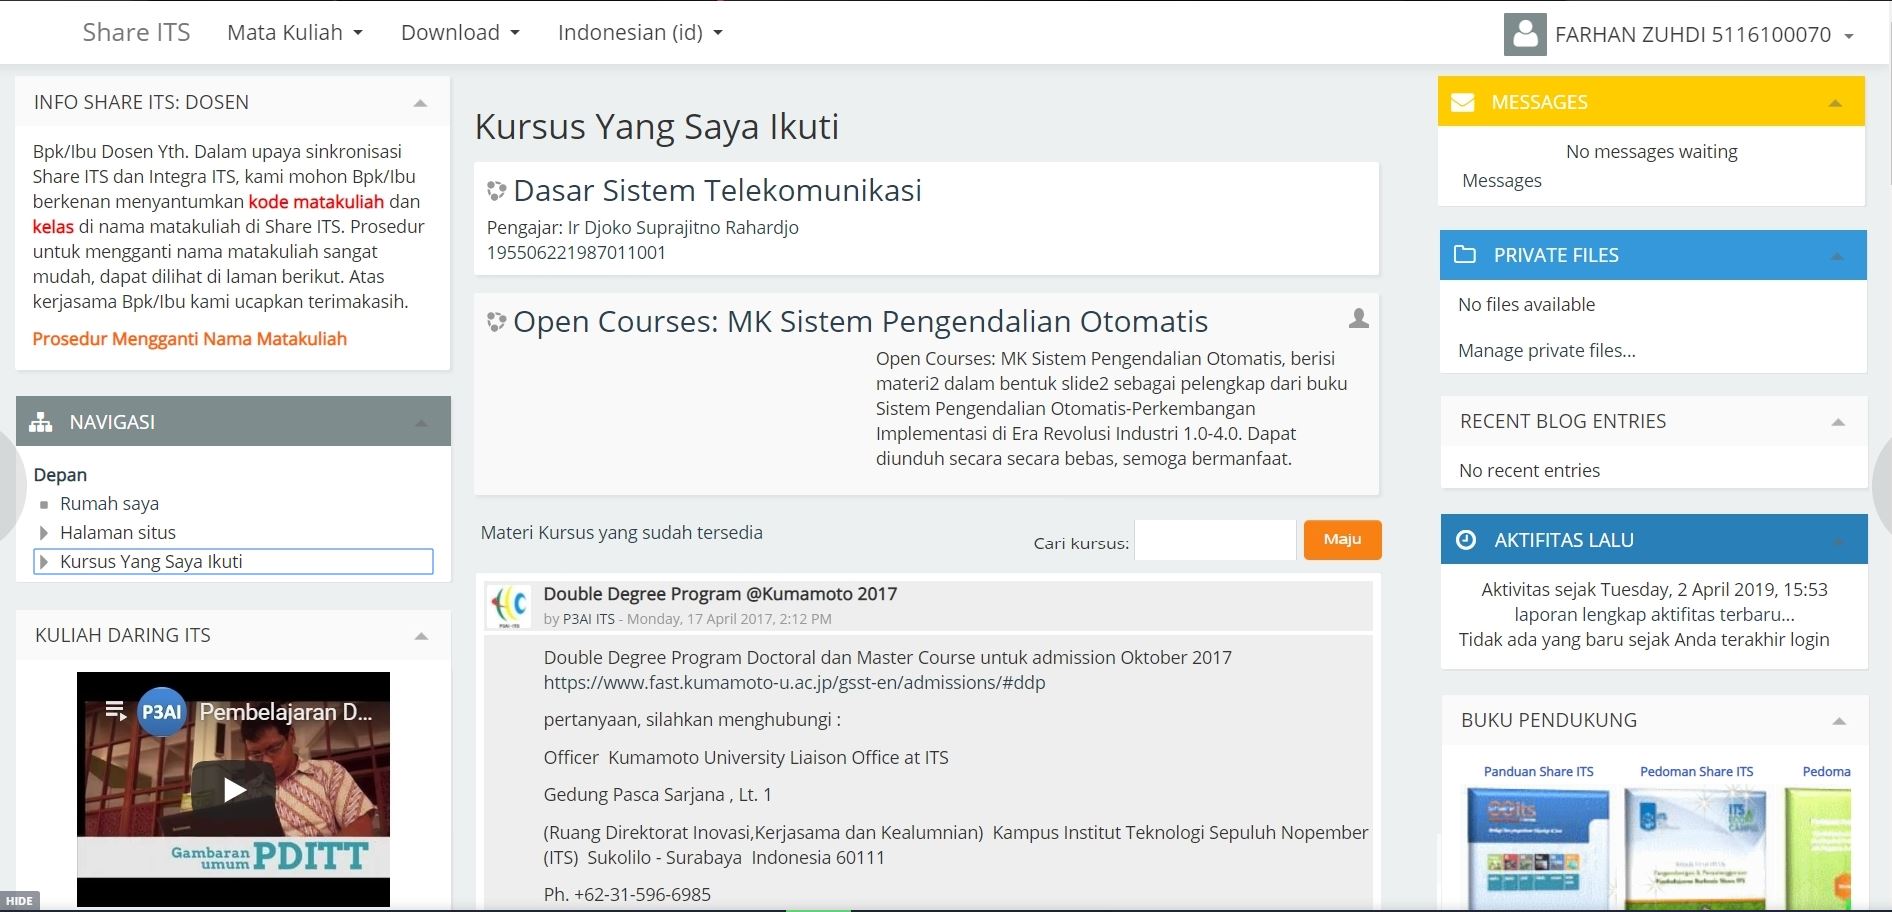 Share ITS
Mata Kuliah
Download
Indonesian (id)
FARHAN ZUHDI 5116100070
INFO SHARE ITS: DOSEN
Bpk/Ibu Dosen Yth. Dalam upaya sinkronisasi
Share ITS dan Integra ITS, kami mohon Bpk/Ibu
berkenan menyantumkan kode matakuliah dan
kelas di nama matakuliah di Share ITS. Prosedur
untuk mengganti nama matakuliah sangat
mudah, dapat dilihat di laman berikut. Atas
kerjasama Bpk/Ibu kami ucapkan terimakasih.
Prosedur Mengganti Nama Matakuliah
NAVIGASI
Depan
Rumah saya
Halaman situs
Kursus Yang Saya Ikuti
KULIAH DARING ITS
P3AI Pembelajaran D...
Gambaran
umum PDITT
HIDE
Kursus Yang Saya Ikuti
Dasar Sistem Telekomunikasi
Pengajar: Ir Djoko Suprajitno Rahardjo
195506221987011001
Open Courses: MK Sistem Pengendalian Otomatis
Open Courses: MK Sistem Pengendalian Otomatis, berisi
materi2 dalam bentuk slide2 sebagai pelengkap dari buku
Sistem Pengendalian Otomatis-Perkembangan
Implementasi di Era Revolusi Industri 1.0-4.0. Dapat
diunduh secara secara bebas, semoga bermanfaat.
Materi Kursus yang sudah tersedia
Cari kursus:
Maju
P3AI-ITS
Double Degree Program @Kumamoto 2017
by P3AI ITS - Monday, 17 April 2017, 2:12 PM
Double Degree Program Doctoral dan Master Course untuk admission Oktober 2017
https://www.fast.kumamoto-u.ac.jp/gsst-en/admissions/#ddp
pertanyaan, silahkan menghubungi :
Officer Kumamoto University Liaison Office at ITS
Gedung Pasca Sarjana , Lt. 1
(Ruang Direktorat Inovasi,Kerjasama dan Kealumnian) Kampus Institut Teknologi Sepuluh Nopember
(ITS) Sukolilo - Surabaya Indonesia 60111
Ph. +62-31-596-6985
MESSAGES
No messages waiting
Messages
PRIVATE FILES
No files available
Manage private files...
RECENT BLOG ENTRIES
No recent entries
AKTIFITAS LALU
Aktivitas sejak Tuesday, 2 April 2019, 15:53
laporan lengkap aktifitas terbaru...
Tidak ada yang baru sejak Anda terakhir login
BUKU PENDUKUNG
Panduan Share ITS
Pedoman Share ITS
Pedoma
ITS